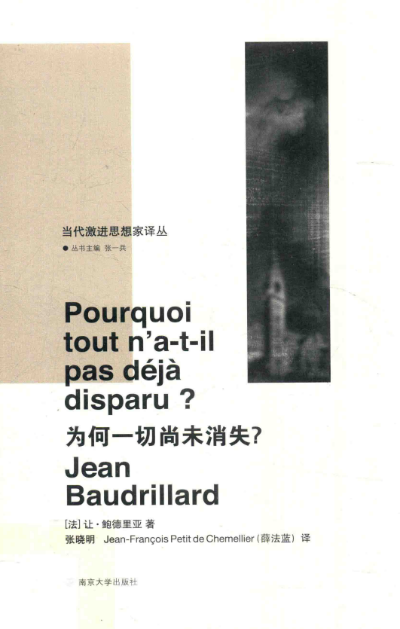 当代激进思想家译丛
● 丛书主编 张一兵
Pourquoi
tout n'a-t-il
pas déjà
disparu ?
为何一切尚未消失?
Jean
Baudrillard
[法] 让·鲍德里亚 著
张晓明 Jean-François Petit de Chemellier (薛法蓝) 译
南京大学出版社